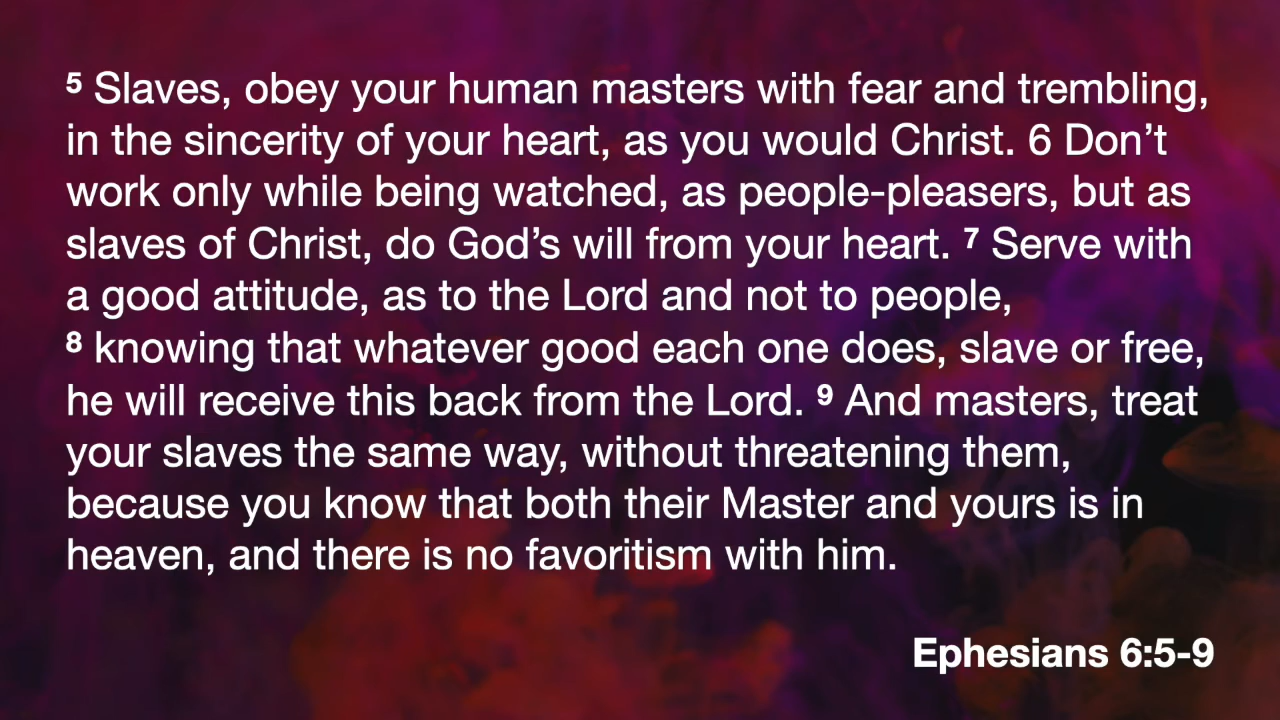 ⁵ Slaves, obey your human masters with fear and trembling,
in the sincerity of your heart, as you would Christ. 6 Don’t
work only while being watched, as people-pleasers, but as
slaves of Christ, do God’s will from your heart. ⁷ Serve with
a good attitude, as to the Lord and not to people,
⁸ knowing that whatever good each one does, slave or free,
he will receive this back from the Lord. ⁹ And masters, treat
your slaves the same way, without threatening them,
because you know that both their Master and yours is in
heaven, and there is no favoritism with him.
Ephesians 6:5-9